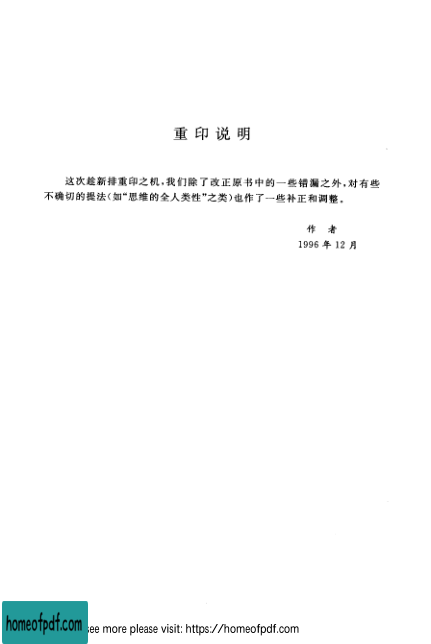 重印说明
这次趁新排重印之机,我们除了改正原书中的一些错漏之外,对有些
不确切的提法(如“思维的全人类性”之类)也作了一些补正和调整。
作 者
1996 年 12 月
homeofpdf.com
see more please visit: https://homeofpdf.com